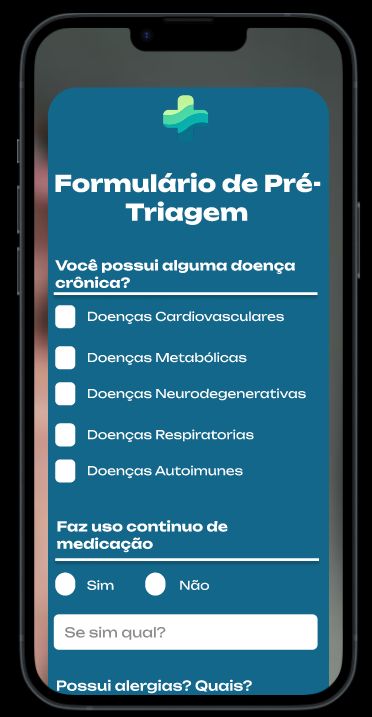 Formulário de Pré-
Triagem
Você possui alguma doença
crônica?
Doenças Cardiovasculares
Doenças Metabólicas
Doenças Neurodegenerativas
Doenças Respiratorias
Doenças Autoimunes
Faz uso continuo de
medicação
Sim Não
Se sim qual?
Possui alergias? Quais?